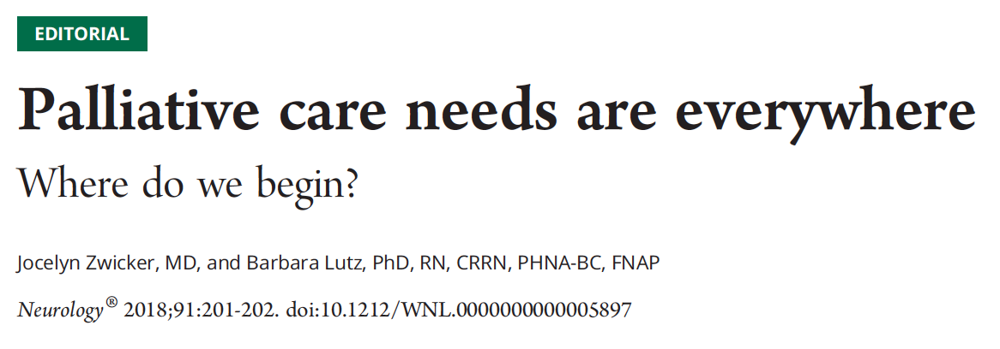 EDITORIAL
Palliative care needs are everywhere
Where do we begin?
Jocelyn Zwicker, MD, and Barbara Lutz, PhD, RN, CRRN, PHNA-BC, FNAP
Neurology® 2018;91:201-202. doi:10.1212/WNL.0000000000005897